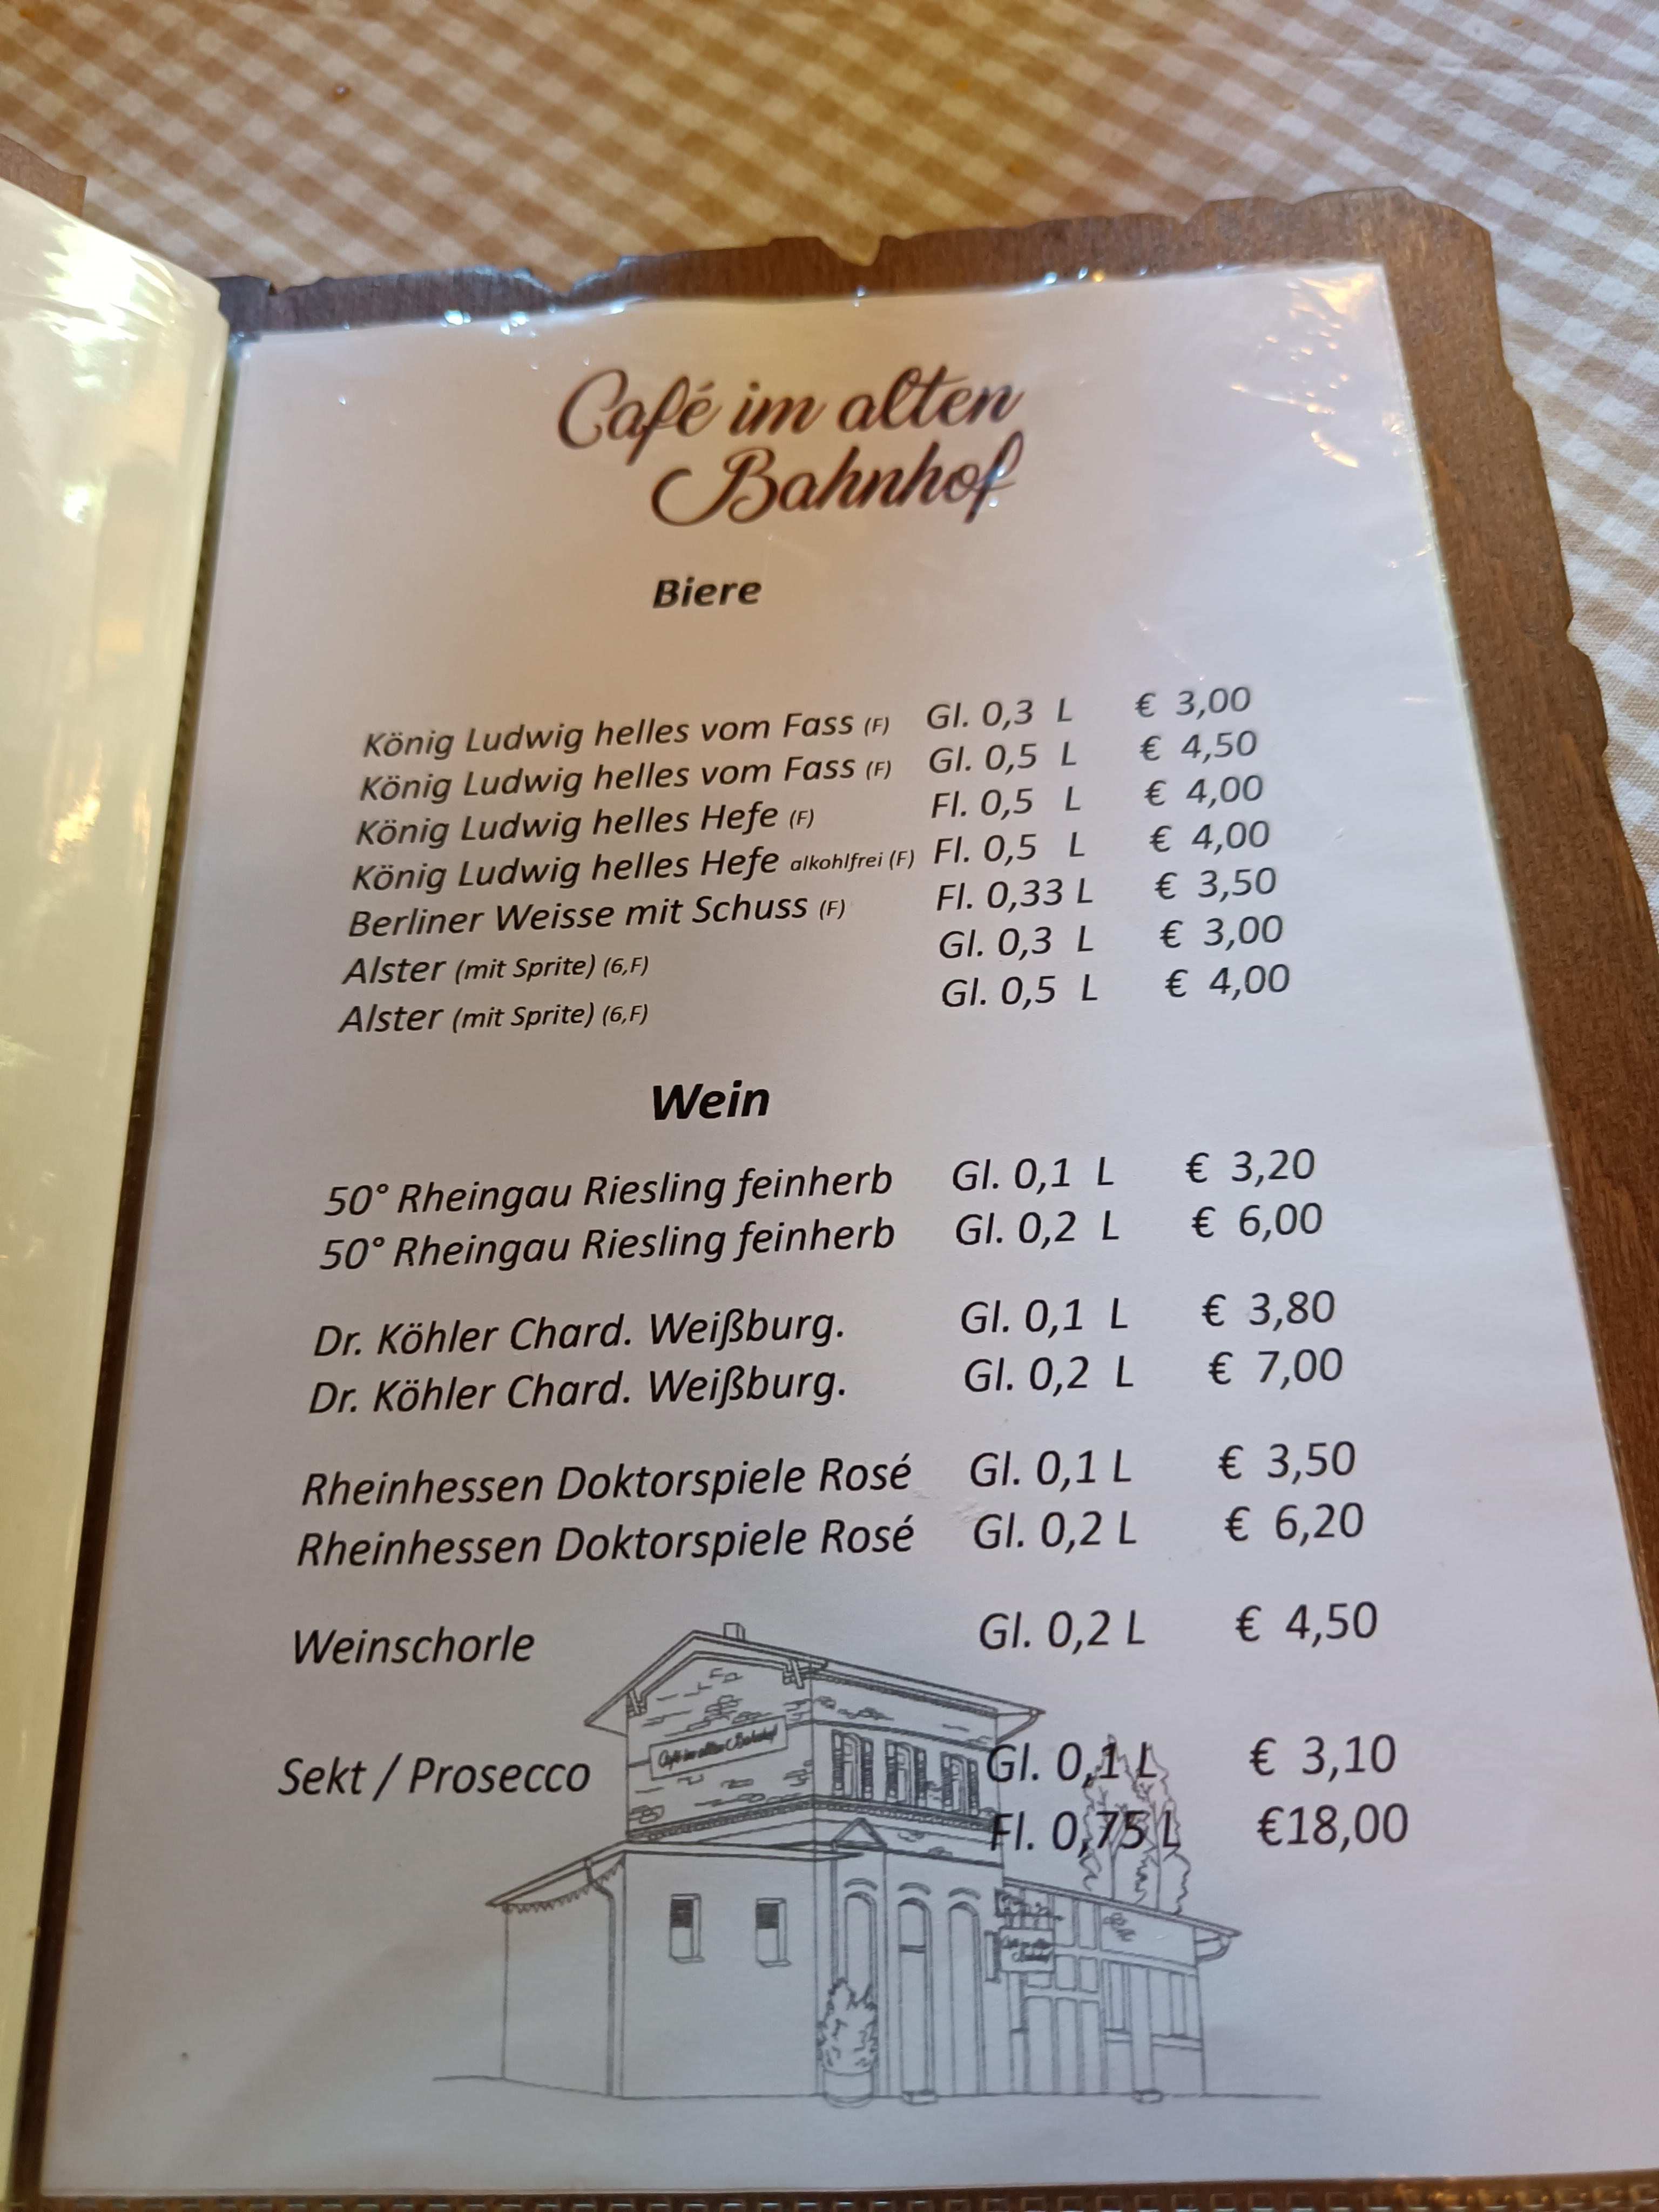 Café im alten
Bahnhof
Biere
König Ludwig helles vom Fass (F) Gl. 0,3 L € 3,00
König Ludwig helles vom Fass (F) Gl. 0,5 L € 4,50
König Ludwig helles Hefe (F) Fl. 0,5 L € 4,00
König Ludwig helles Hefe alkohlfrei (F) Fl. 0,5 L € 4,00
Berliner Weisse mit Schuss (F) Fl. 0,33 L € 3,50
Alster (mit Sprite) (6,F) Gl. 0,3 L € 3,00
Alster (mit Sprite) (6,F) Gl. 0,5 L € 4,00
Wein
50° Rheingau Riesling feinherb Gl. 0,1 L € 3,20
50° Rheingau Riesling feinherb Gl. 0,2 L € 6,00
Dr. Köhler Chard. Weißburg. Gl. 0,1 L € 3,80
Dr. Köhler Chard. Weißburg. Gl. 0,2 L € 7,00
Rheinhessen Doktorspiele Rosé Gl. 0,1 L € 3,50
Rheinhessen Doktorspiele Rosé Gl. 0,2 L € 6,20
Weinschorle Gl. 0,2 L € 4,50
Café im alten Bahnhof
Sekt / Prosecco Gl. 0,1 L € 3,10
Fl. 0,75 L €18,00